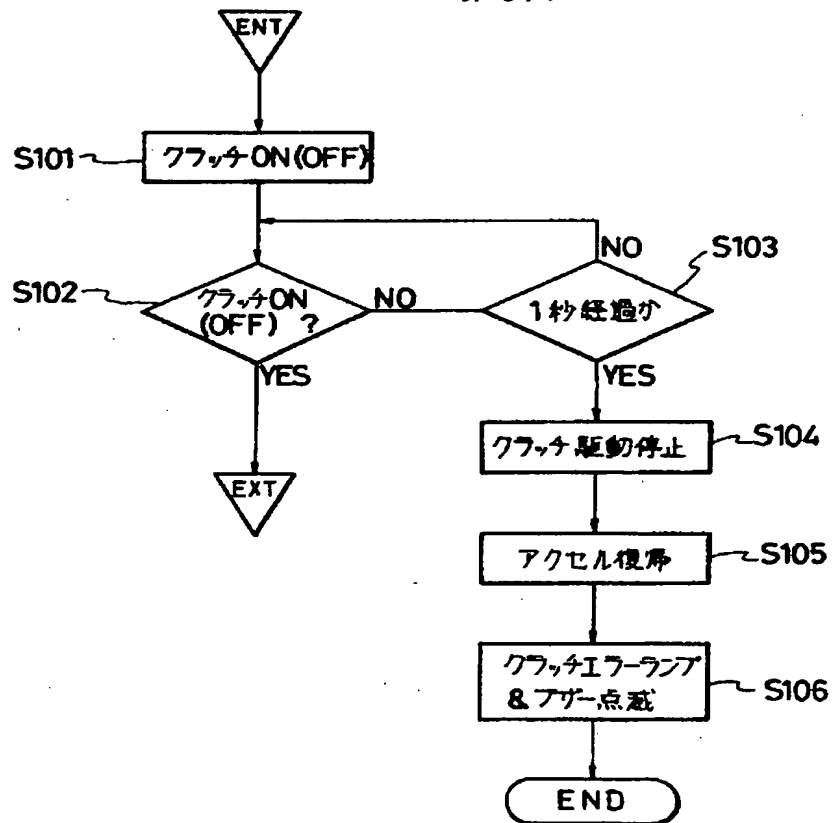 ENT
S101
クラッチON(OFF)
NO
S103
S102
クラッチON
(OFF) ?
NO
1秒経過か
YES
YES
クラッチ駆動停止
S104
EXT
アクセル復帰
S105
クラッチエラーランプ
& ブザー点滅
S106
END